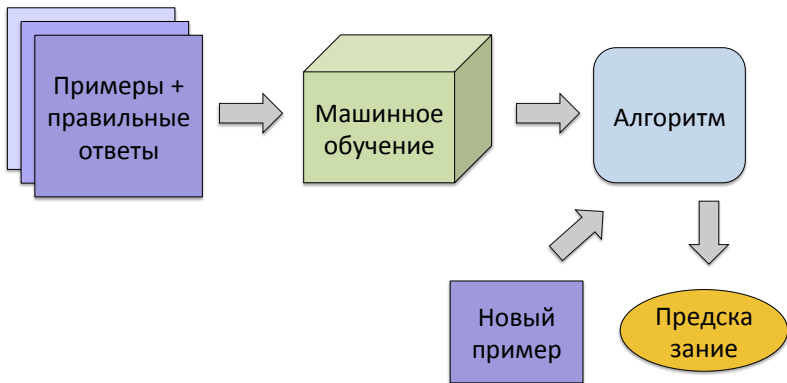 Примеры +
правильные
ответы
Машинное
обучение
Алгоритм
Новый
пример
Предска
зание